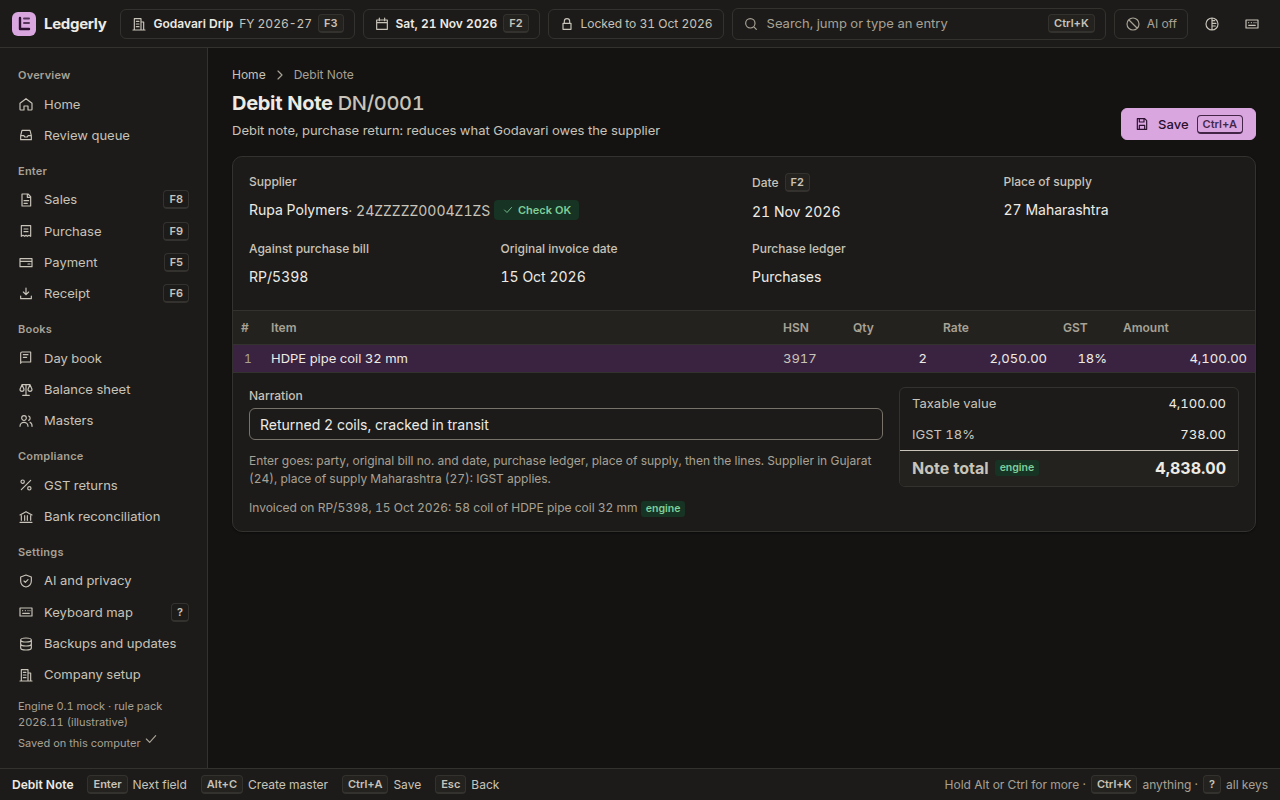 Ledgerly
Godavari Drip FY 2026-27 F3
Sat, 21 Nov 2026 F2
Locked to 31 Oct 2026
Search, jump or type an entry Ctrl+K
AI off
Overview
Home
Review queue
Enter
Sales F8
Purchase F9
Payment F5
Receipt F6
Books
Day book
Balance sheet
Masters
Compliance
GST returns
Bank reconciliation
Settings
AI and privacy
Keyboard map ?
Backups and updates
Company setup
Engine 0.1 mock · rule pack
2026.11 (illustrative)
Saved on this computer
Home > Debit Note
Debit Note DN/0001
Debit note, purchase return: reduces what Godavari owes the supplier
Save Ctrl+A
Supplier
Rupa Polymers · 24ZZZZZ0004Z1ZS Check OK
Date F2
21 Nov 2026
Place of supply
27 Maharashtra
Against purchase bill
RP/5398
Original invoice date
15 Oct 2026
Purchase ledger
Purchases
# Item HSN Qty Rate GST Amount
1 HDPE pipe coil 32 mm 3917 2 2,050.00 18% 4,100.00
Narration
Returned 2 coils, cracked in transit
Enter goes: party, original bill no. and date, purchase ledger, place of supply, then the lines. Supplier in Gujarat
(24), place of supply Maharashtra (27): IGST applies.
Invoiced on RP/5398, 15 Oct 2026: 58 coil of HDPE pipe coil 32 mm engine
Taxable value 4,100.00
IGST 18% 738.00
Note total engine 4,838.00
Debit Note Enter Next field Alt+C Create master Ctrl+A Save Esc Back
Hold Alt or Ctrl for more · Ctrl+K anything · ? all keys